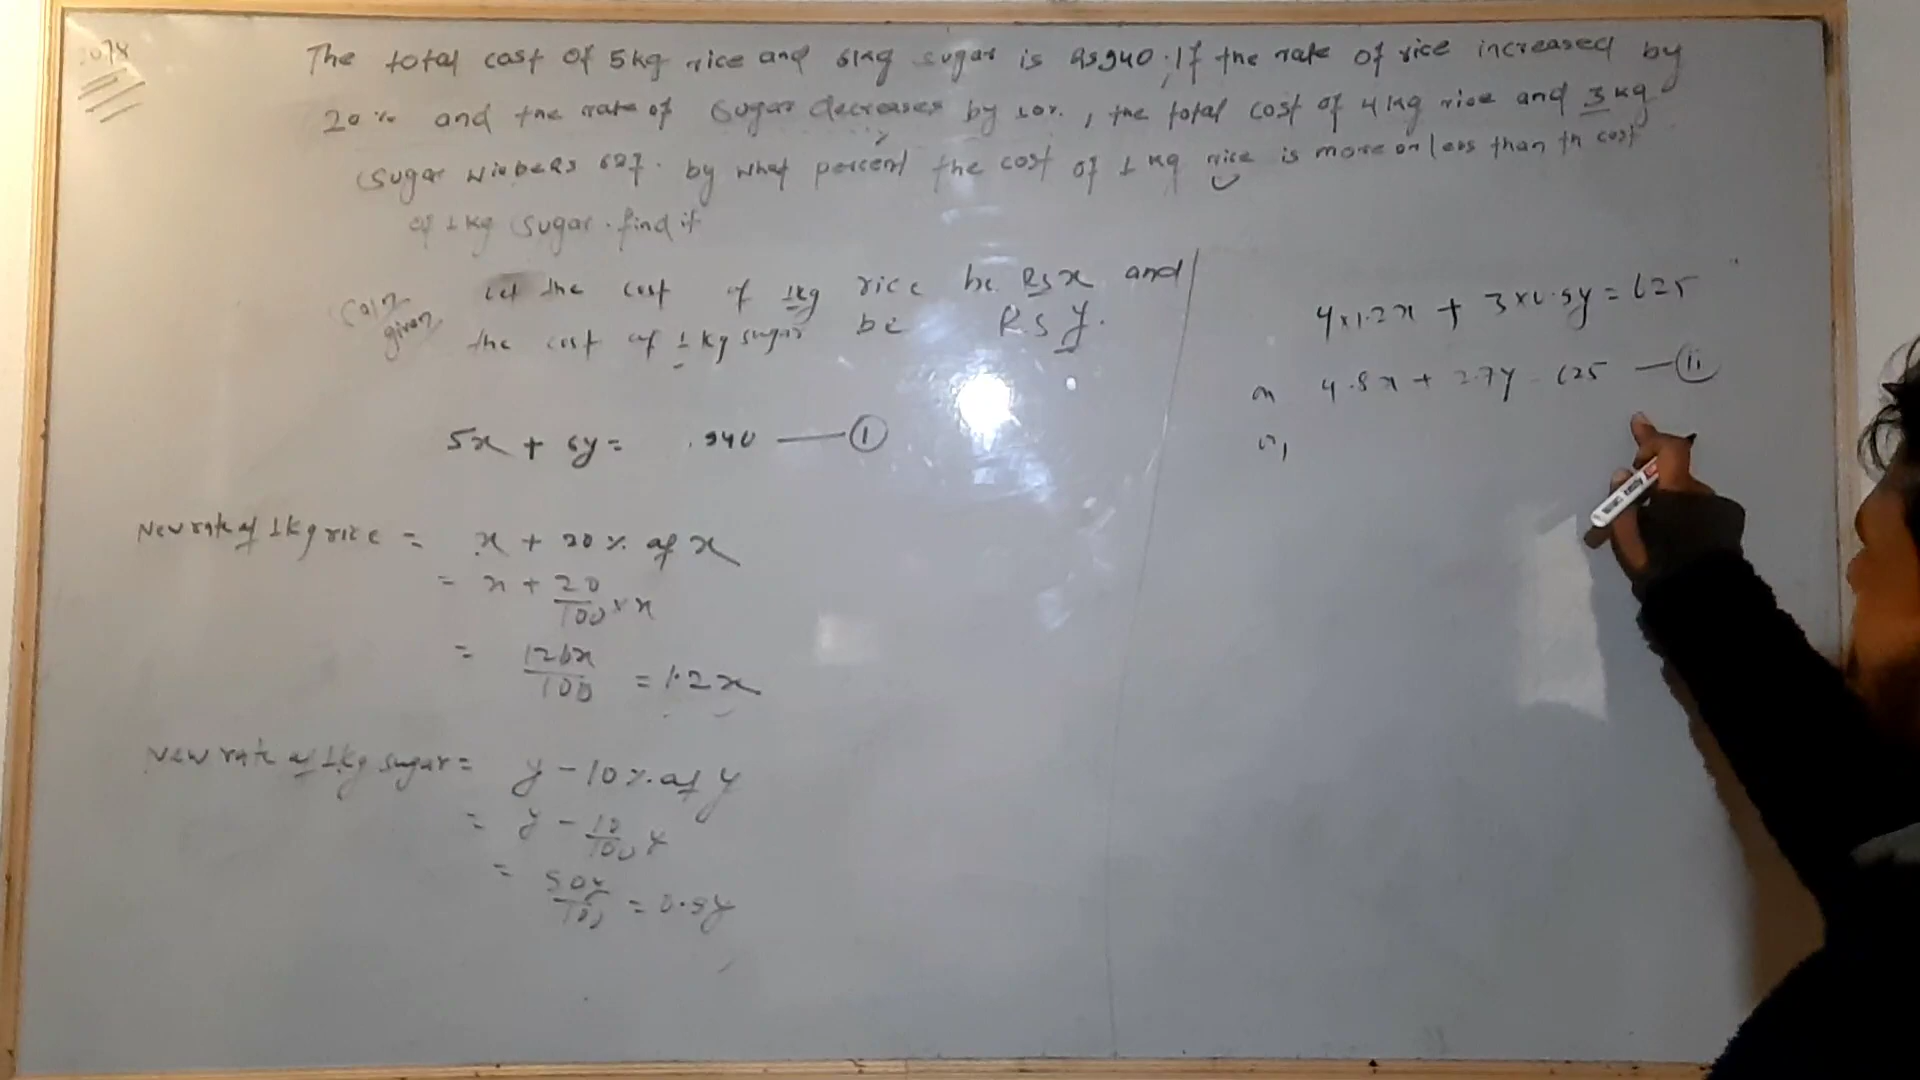 2078
The total cost of 5kg rice and 6kg sugar is Rs940. If the rate of rice increased by
20% and the rate of sugar decreases by 10%, the total cost of 4kg rice and 3kg
sugar will be Rs 627. by what percent the cost of 1 kg rice is more or less than th cost
of 1kg sugar. find it
Soln
given
Let the cost of 1kg rice be Rs x and
the cost of 1kg sugar be RS y.
5x + 6y = 940 — (I)
New rate of 1kg rice = x + 20% of x
= x + 20/100 × x
= 120x/100 = 1.2x
New rate of 1kg sugar = y - 10% of y
= y - 10/100 y
= 90y/100 = 0.9y
4×1.2x + 3×0.9y = 625
or 4.8x + 2.7y = 625 — (II)
or,